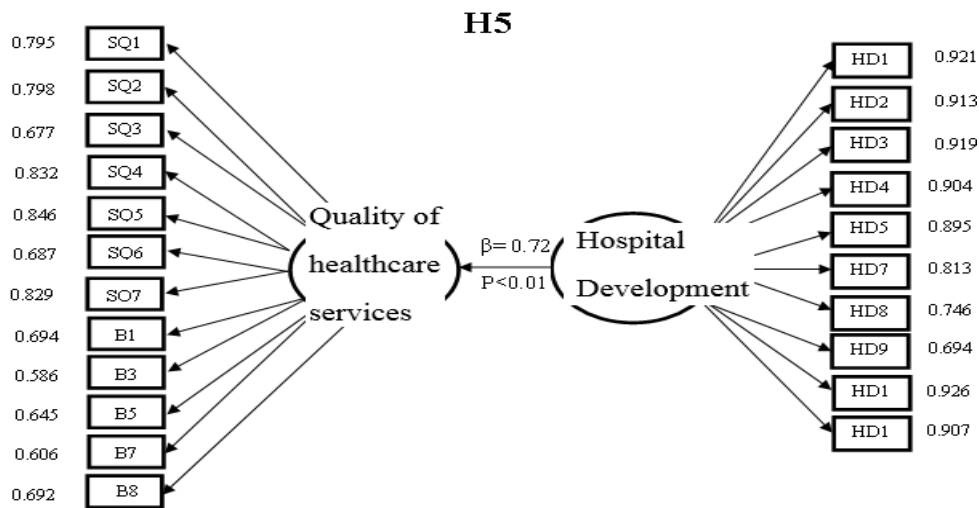 H5
0.795 SQ1
0.798 SQ2
0.677 SQ3
0.832 SQ4
0.846 SQ5
0.687 SQ6
0.829 SQ7
0.694 B1
0.586 B3
0.645 B5
0.606 B7
0.692 B8
Quality of
healthcare
services
β= 0.72
P<0.01
Hospital
Development
HD1 0.921
HD2 0.913
HD3 0.919
HD4 0.904
HD5 0.895
HD7 0.813
HD8 0.746
HD9 0.694
HD1 0.926
HD1 0.907